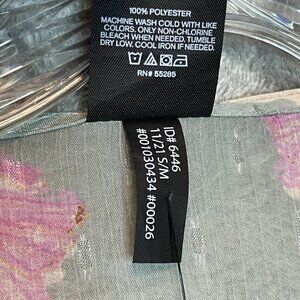 100% POLYESTER
MACHINE WASH COLD WITH LIKE
COLORS. ONLY NON-CHLORINE
BLEACH WHEN NEEDED. TUMBLE
DRY LOW. COOL IRON IF NEEDED.
RN# 55285
ID# 6446
11/21 S/M
#001030434 #00026